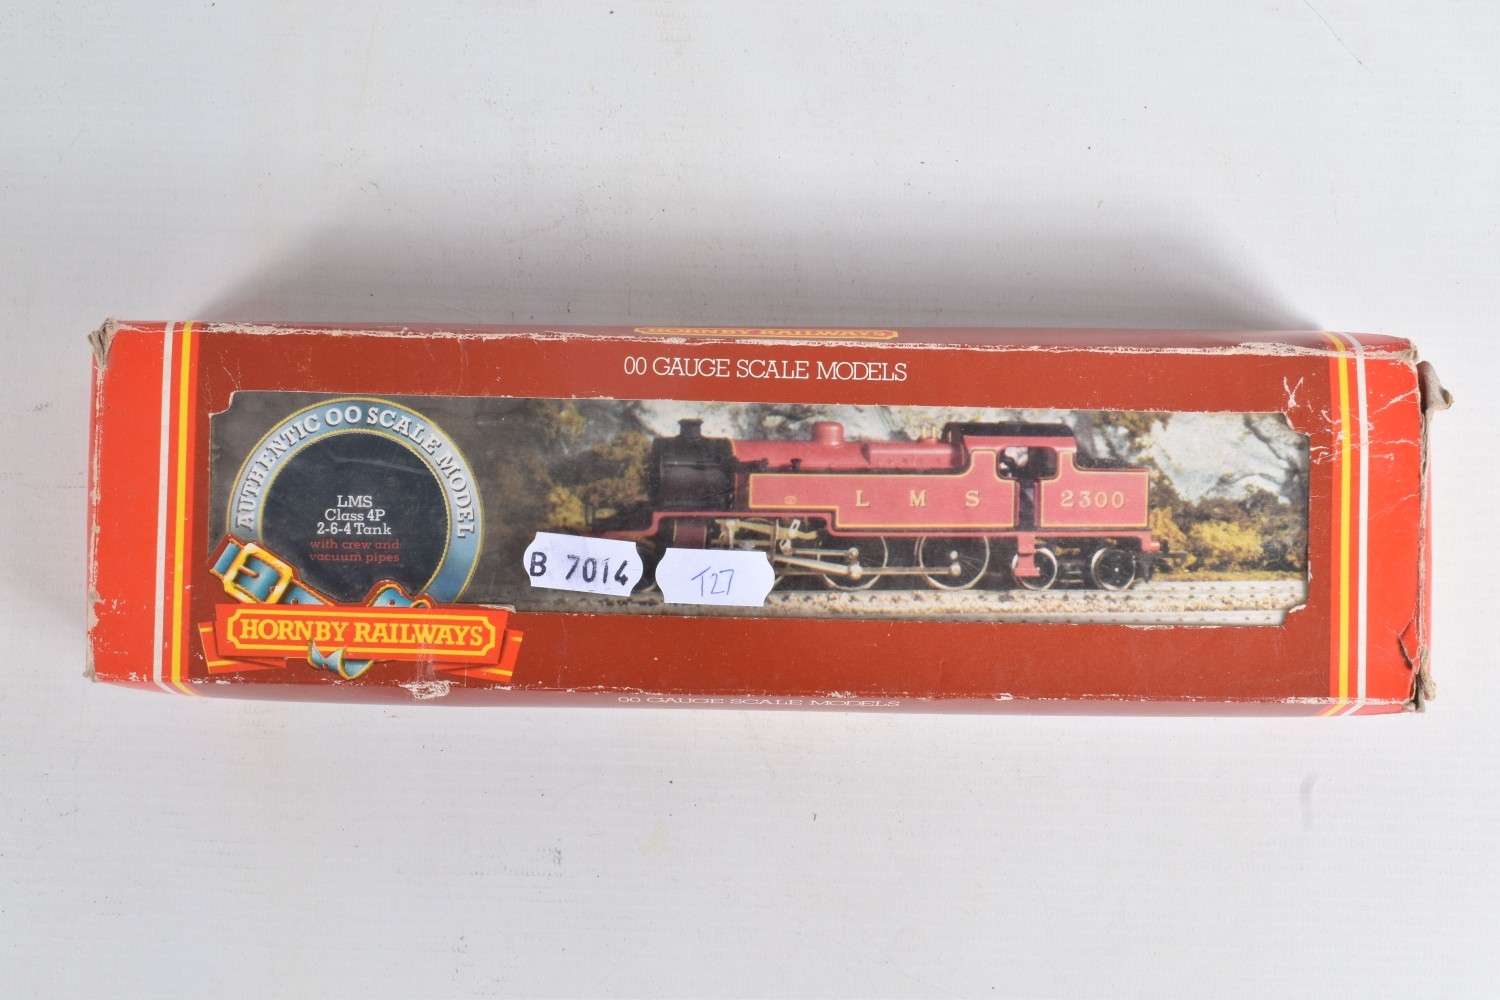 HORNBY RAILWAYS
00 GAUGE SCALE MODELS
AUTHENTIC OO SCALE MODEL
LMS
Class 4P
2-6-4 Tank
with crew and
vacuum pipes
L M S 2300
B 7014
T27
HORNBY RAILWAYS
00 GAUGE SCALE MODELS